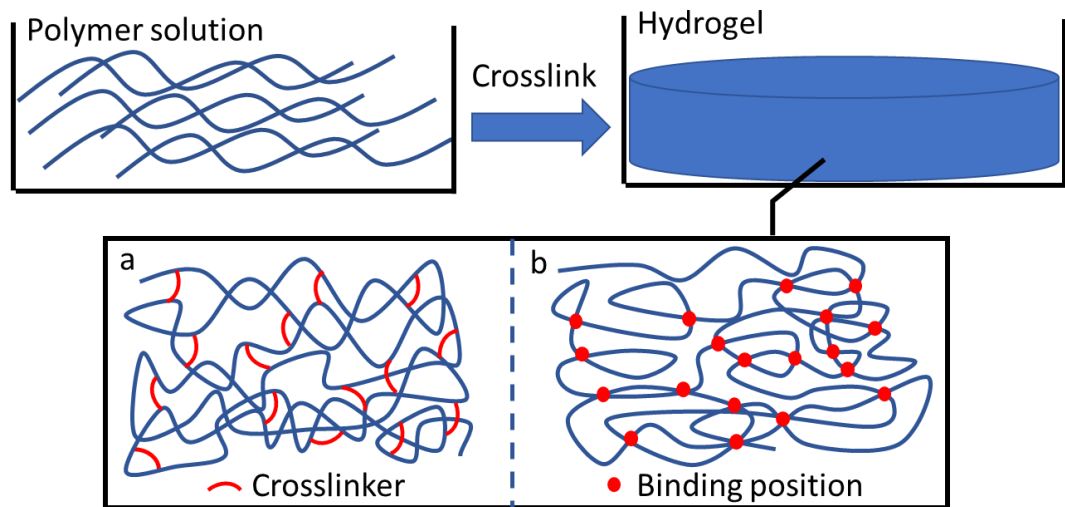 Polymer solution
Crosslink
Hydrogel
a
b
Crosslinker
Binding position